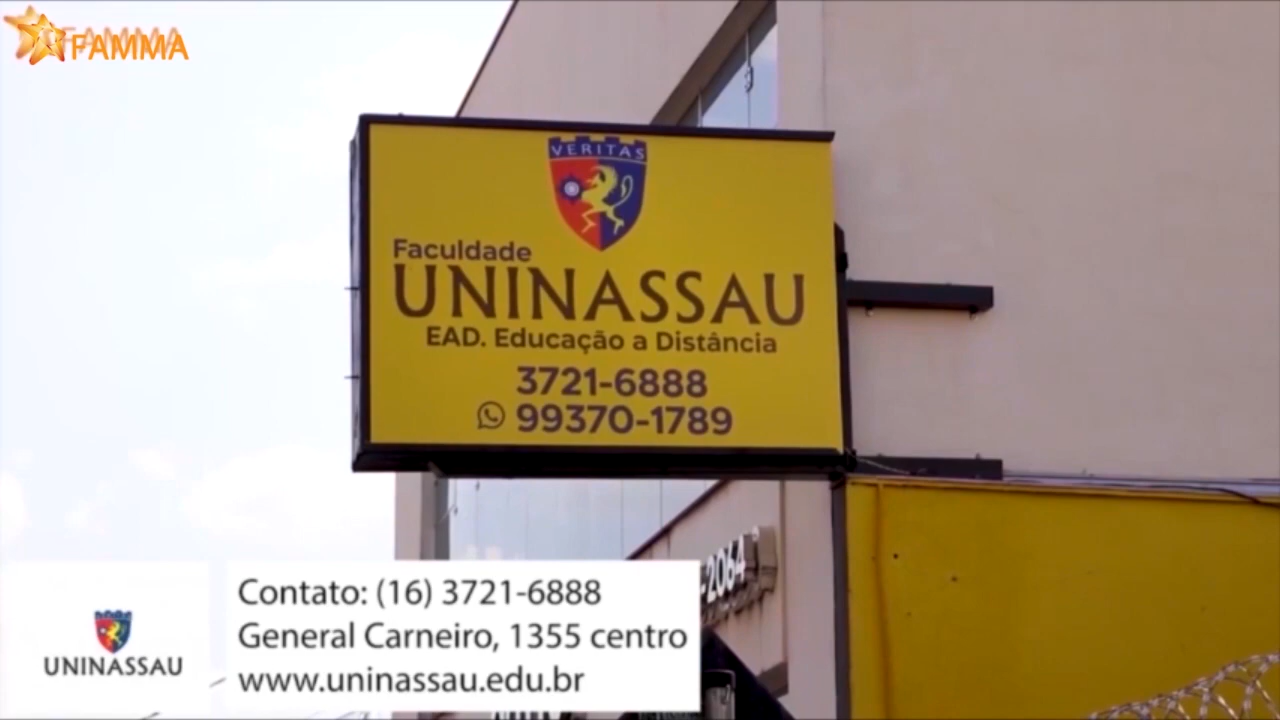 FAMMA
VERITAS
Faculdade
UNINASSAU
EAD. Educação a Distância
3721-6888
99370-1789
-2064
UNINASSAU
Contato: (16) 3721-6888
General Carneiro, 1355 centro
www.uninassau.edu.br